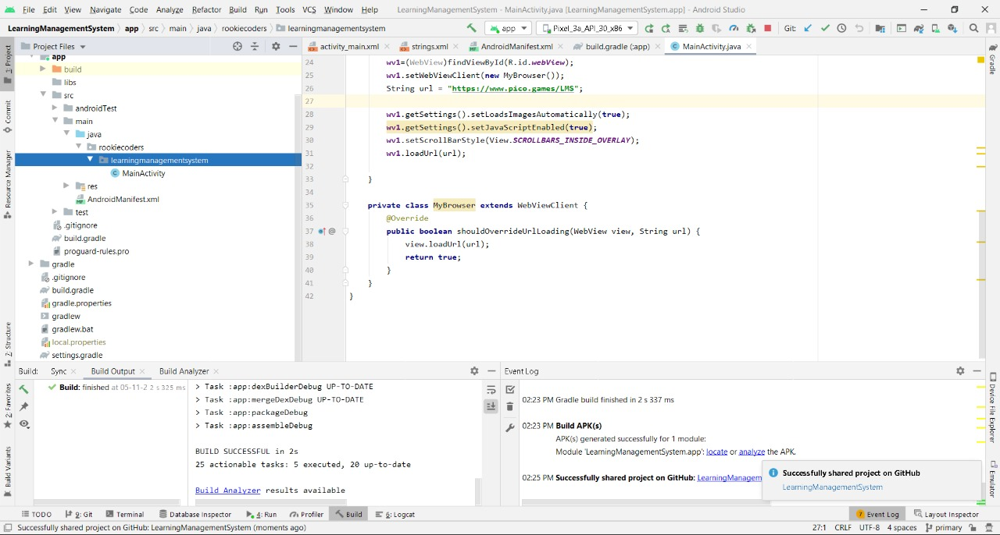 File Edit View Navigate Code Analyze Refactor Build Run Tools VCS Window Help LearningManagementSystem - MainActivity.java [LearningManagementSystem.app] - Android Studio
LearningManagementSystem app src main java rookiecoders learningmanagementsystem app Pixel_3a_API_30_x86 Git:
1: Project
Commit
Resource Manager
Z: Structure
2: Favorites
Build Variants
Project Files
app
build
libs
src
androidTest
main
java
rookiecoders
learningmanagementsystem
MainActivity
res
AndroidManifest.xml
test
.gitignore
build.gradle
proguard-rules.pro
gradle
.gitignore
build.gradle
gradle.properties
gradlew
gradlew.bat
local.properties
settings.gradle
activity_main.xml strings.xml AndroidManifest.xml build.gradle (:app) MainActivity.java
24 wv1=(WebView)findViewById(R.id.webView);
25 wv1.setWebViewClient(new MyBrowser());
26 String url = "https://www.pico.games/LMS";
27
28 wv1.getSettings().setLoadsImagesAutomatically(true);
29 wv1.getSettings().setJavaScriptEnabled(true);
30 wv1.setScrollBarStyle(View.SCROLLBARS_INSIDE_OVERLAY);
31 wv1.loadUrl(url);
32
33 }
34
35 private class MyBrowser extends WebViewClient {
36 @Override
37 @ public boolean shouldOverrideUrlLoading(WebView view, String url) {
38 view.loadUrl(url);
39 return true;
40 }
41 }
42 }
Gradle
Device File Explorer
Emulator
Build: Sync Build Output Build Analyzer
Build: finished at 05-11-2 2 s 325 ms
> Task :app:dexBuilderDebug UP-TO-DATE
> Task :app:mergeDexDebug UP-TO-DATE
> Task :app:packageDebug
> Task :app:assembleDebug
BUILD SUCCESSFUL in 2s
25 actionable tasks: 5 executed, 20 up-to-date
Build Analyzer results available
Event Log
02:23 PM Gradle build finished in 2 s 337 ms
02:23 PM Build APK(s)
APK(s) generated successfully for 1 module:
Module 'LearningManagementSystem.app': locate or analyze the APK.
02:25 PM Successfully shared project on GitHub: LearningManagem
Successfully shared project on GitHub
LearningManagementSystem
TODO 9: Git Terminal Database Inspector 4: Run Profiler Build 6: Logcat 7 Event Log Layout Inspector
Successfully shared project on GitHub: LearningManagementSystem (moments ago) 27:1 CRLF UTF-8 4 spaces primary